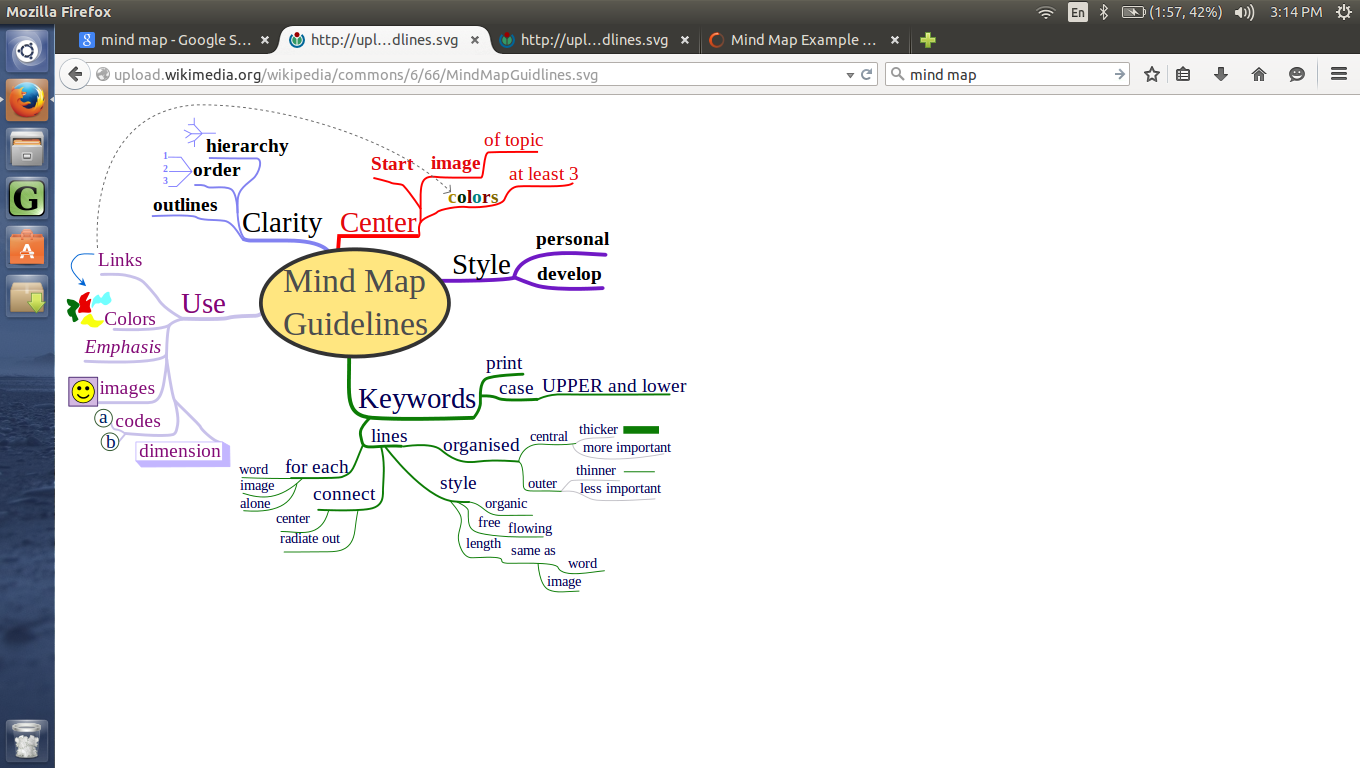 Mozilla Firefox
En
(1:57, 42%)
3:14 PM
mind map - Google S...
http://upl...dlines.svg
http://upl...dlines.svg
Mind Map Example ...
upload.wikimedia.org/wikipedia/commons/6/66/MindMapGuidlines.svg
mind map
hierarchy
1
2
3
order
outlines
Clarity
Start
image
of topic
colors
at least 3
Center
Style
personal
develop
Mind Map
Guidelines
Links
Use
Colors
Emphasis
images
a
codes
b
dimension
Keywords
print
case
UPPER and lower
lines
organised
central
thicker
more important
outer
thinner
less important
for each
word
image
alone
connect
center
radiate out
style
organic
free
flowing
length
same as
word
image
G
A
8